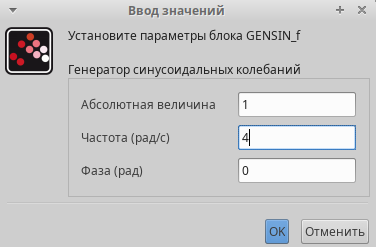 Ввод значений
Установите параметры блока GENSIN_f
Генератор синусоидальных колебаний
Абсолютная величина 1
Частота (рад/с) 4
Фаза (рад) 0
OK Отменить